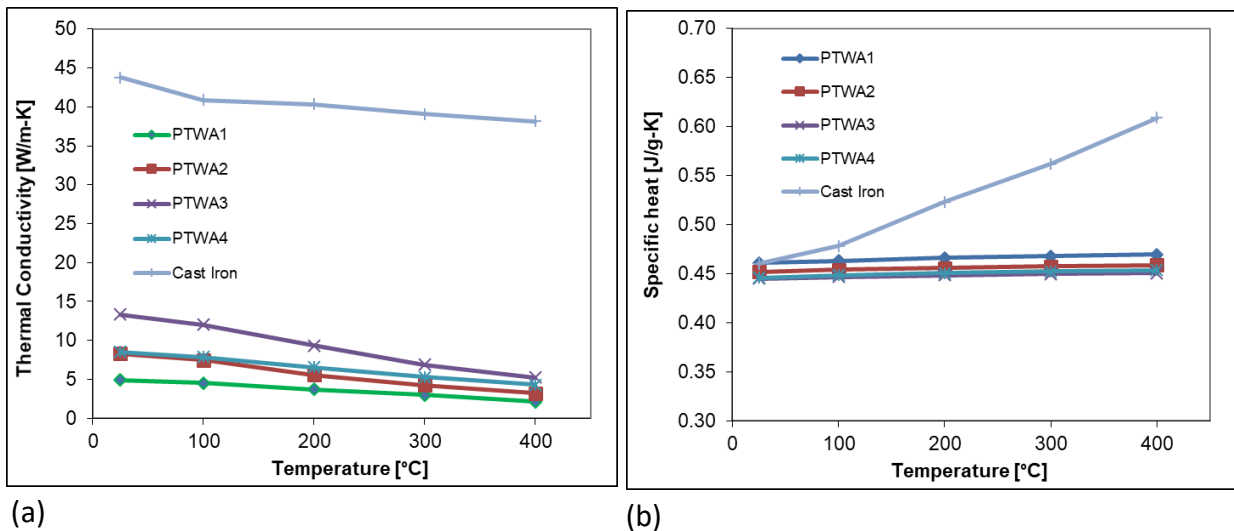 50
45
40
35
30
25
20
15
10
5
0
Thermal Conductivity [W/m-K]
PTWA1
PTWA2
PTWA3
PTWA4
Cast Iron
0 100 200 300 400
Temperature [°C]
(a)
0.70
0.65
0.60
0.55
0.50
0.45
0.40
0.35
0.30
Specific heat [J/g-K]
PTWA1
PTWA2
PTWA3
PTWA4
Cast Iron
0 100 200 300 400
Temperature [°C]
(b)